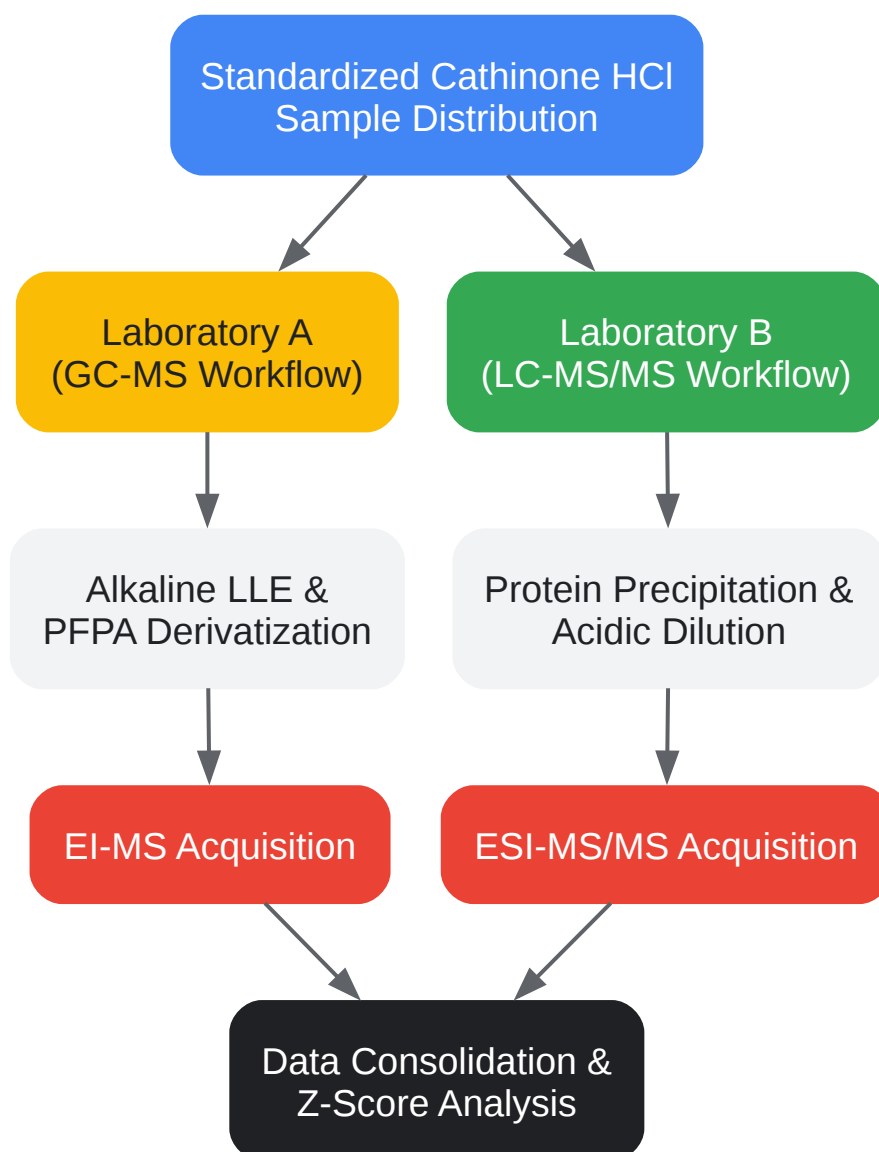 Standardized Cathinone HCl
Sample Distribution
Laboratory A
(GC-MS Workflow)
Laboratory B
(LC-MS/MS Workflow)
Alkaline LLE &
PFPA Derivatization
Protein Precipitation &
Acidic Dilution
EI-MS Acquisition
ESI-MS/MS Acquisition
Data Consolidation &
Z-Score Analysis